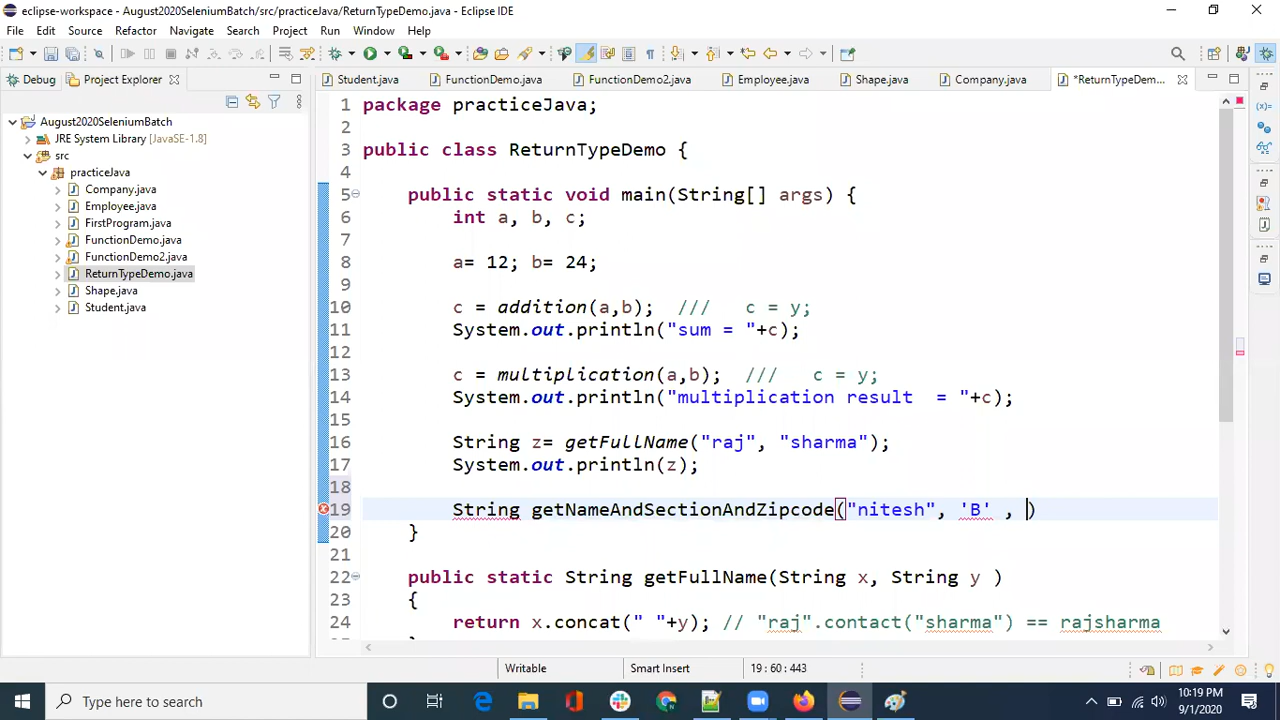 eclipse-workspace - August2020SeleniumBatch/src/practiceJava/ReturnTypeDemo.java - Eclipse IDE
File Edit Source Refactor Navigate Search Project Run Window Help
Debug Project Explorer Student.java FunctionDemo.java FunctionDemo2.java Employee.java Shape.java Company.java *ReturnTypeDem...
August2020SeleniumBatch
JRE System Library [JavaSE-1.8]
src
practiceJava
Company.java
Employee.java
FirstProgram.java
FunctionDemo.java
FunctionDemo2.java
ReturnTypeDemo.java
Shape.java
Student.java
1 package practiceJava;
2
3 public class ReturnTypeDemo {
4
5 public static void main(String[] args) {
6 int a, b, c;
7
8 a= 12; b= 24;
9
10 c = addition(a,b); /// c = y;
11 System.out.println("sum = "+c);
12
13 c = multiplication(a,b); /// c = y;
14 System.out.println("multiplication result = "+c);
15
16 String z= getFullName("raj", "sharma");
17 System.out.println(z);
18
19 String getNameAndSectionAndZipcode("nitesh", 'B' , )
20 }
21
22 public static String getFullName(String x, String y )
23 {
24 return x.concat(" "+y); // "raj".contact("sharma") == rajsharma
25 }
Writable Smart Insert 19 : 60 : 443
Type here to search
10:19 PM
9/1/2020